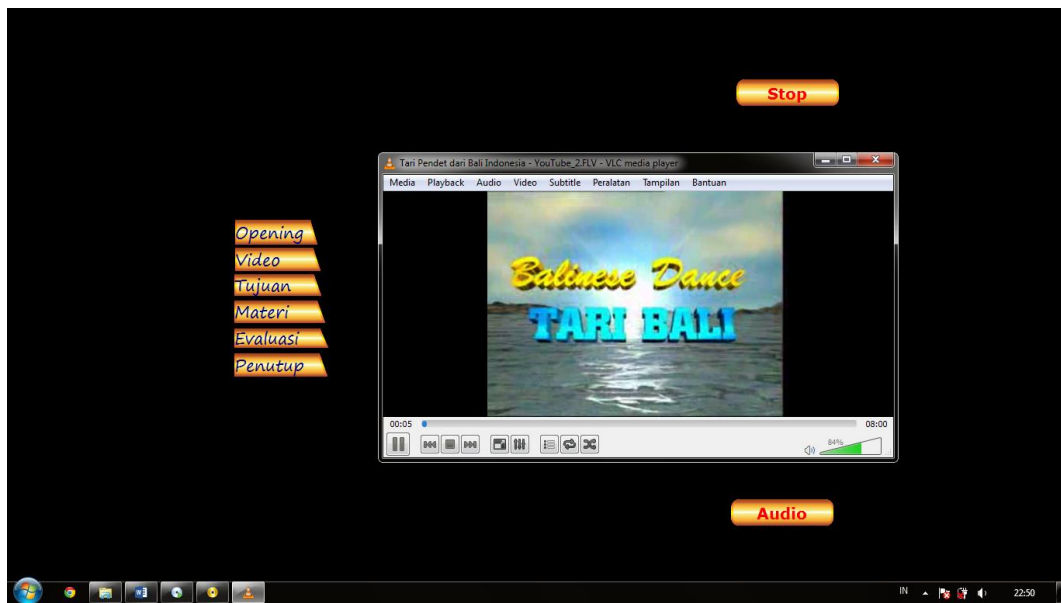 Stop
Tari Pendet dari Bali Indonesia - YouTube_2.FLV - VLC media player
Media Playback Audio Video Subtitle Peralatan Tampilan Bantuan
Opening
Video
Tujuan
Materi
Evaluasi
Penutup
Balinese Dance
TARI BALI
00:05 08:00
84%
Audio
IN 22:50